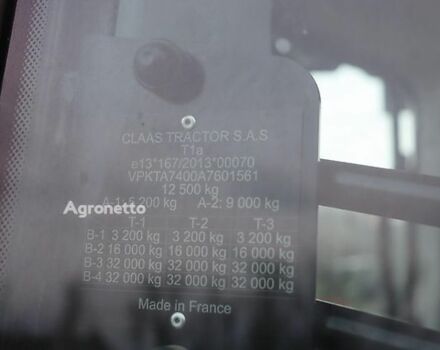 CLAAS TRACTOR S.A.S
T1a
e13*167/2013*00070
VPKTA7400A7601561
12 500 kg
A-1: 200 kg A-2: 9 000 kg
Agronetto
T-1 T-2 T-3
B-1 3 200 kg 3 200 kg 3 200 kg
B-2 16 000 kg 16 000 kg 16 000 kg
B-3 32 000 kg 32 000 kg 32 000 kg
B-4 32 000 kg 32 000 kg 32 000 kg
Made in France